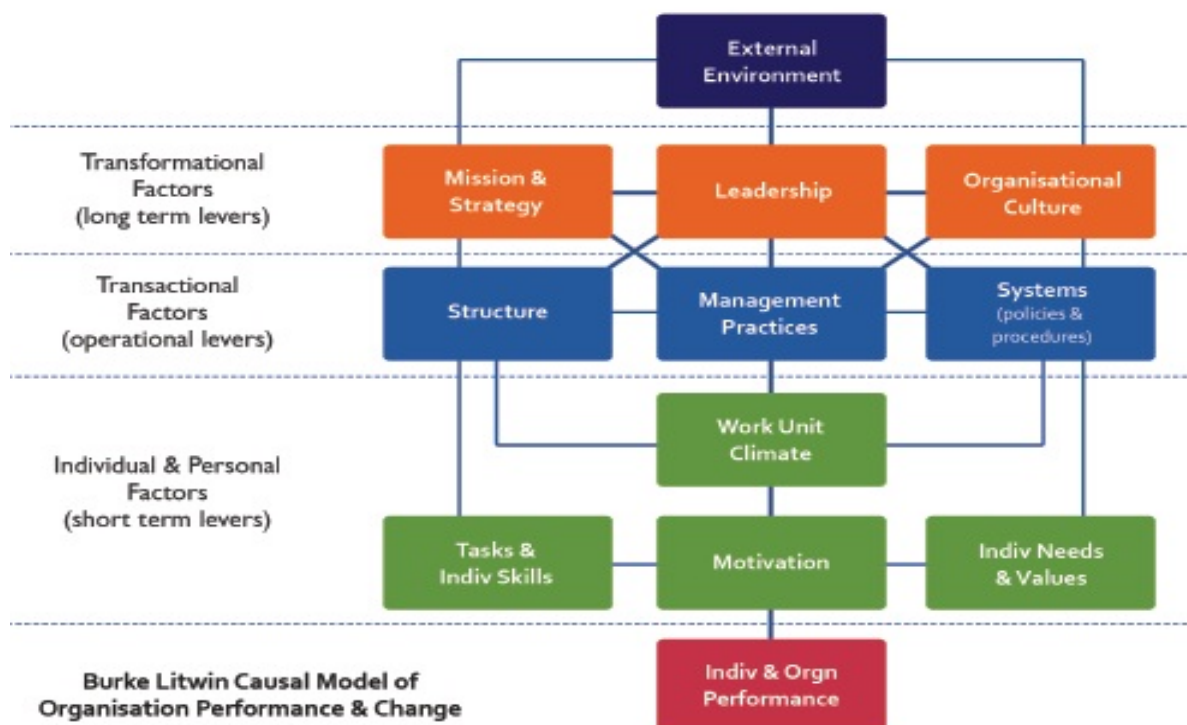 External
Environment
Transformational
Factors
(long term levers)
Mission &
Strategy
Leadership
Organisational
Culture
Transactional
Factors
(operational levers)
Structure
Management
Practices
Systems
(policies &
procedures)
Individual & Personal
Factors
(short term levers)
Work Unit
Climate
Tasks &
Indiv Skills
Motivation
Indiv Needs
& Values
Burke Litwin Causal Model of
Organisation Performance & Change
Indiv & Orgn
Performance